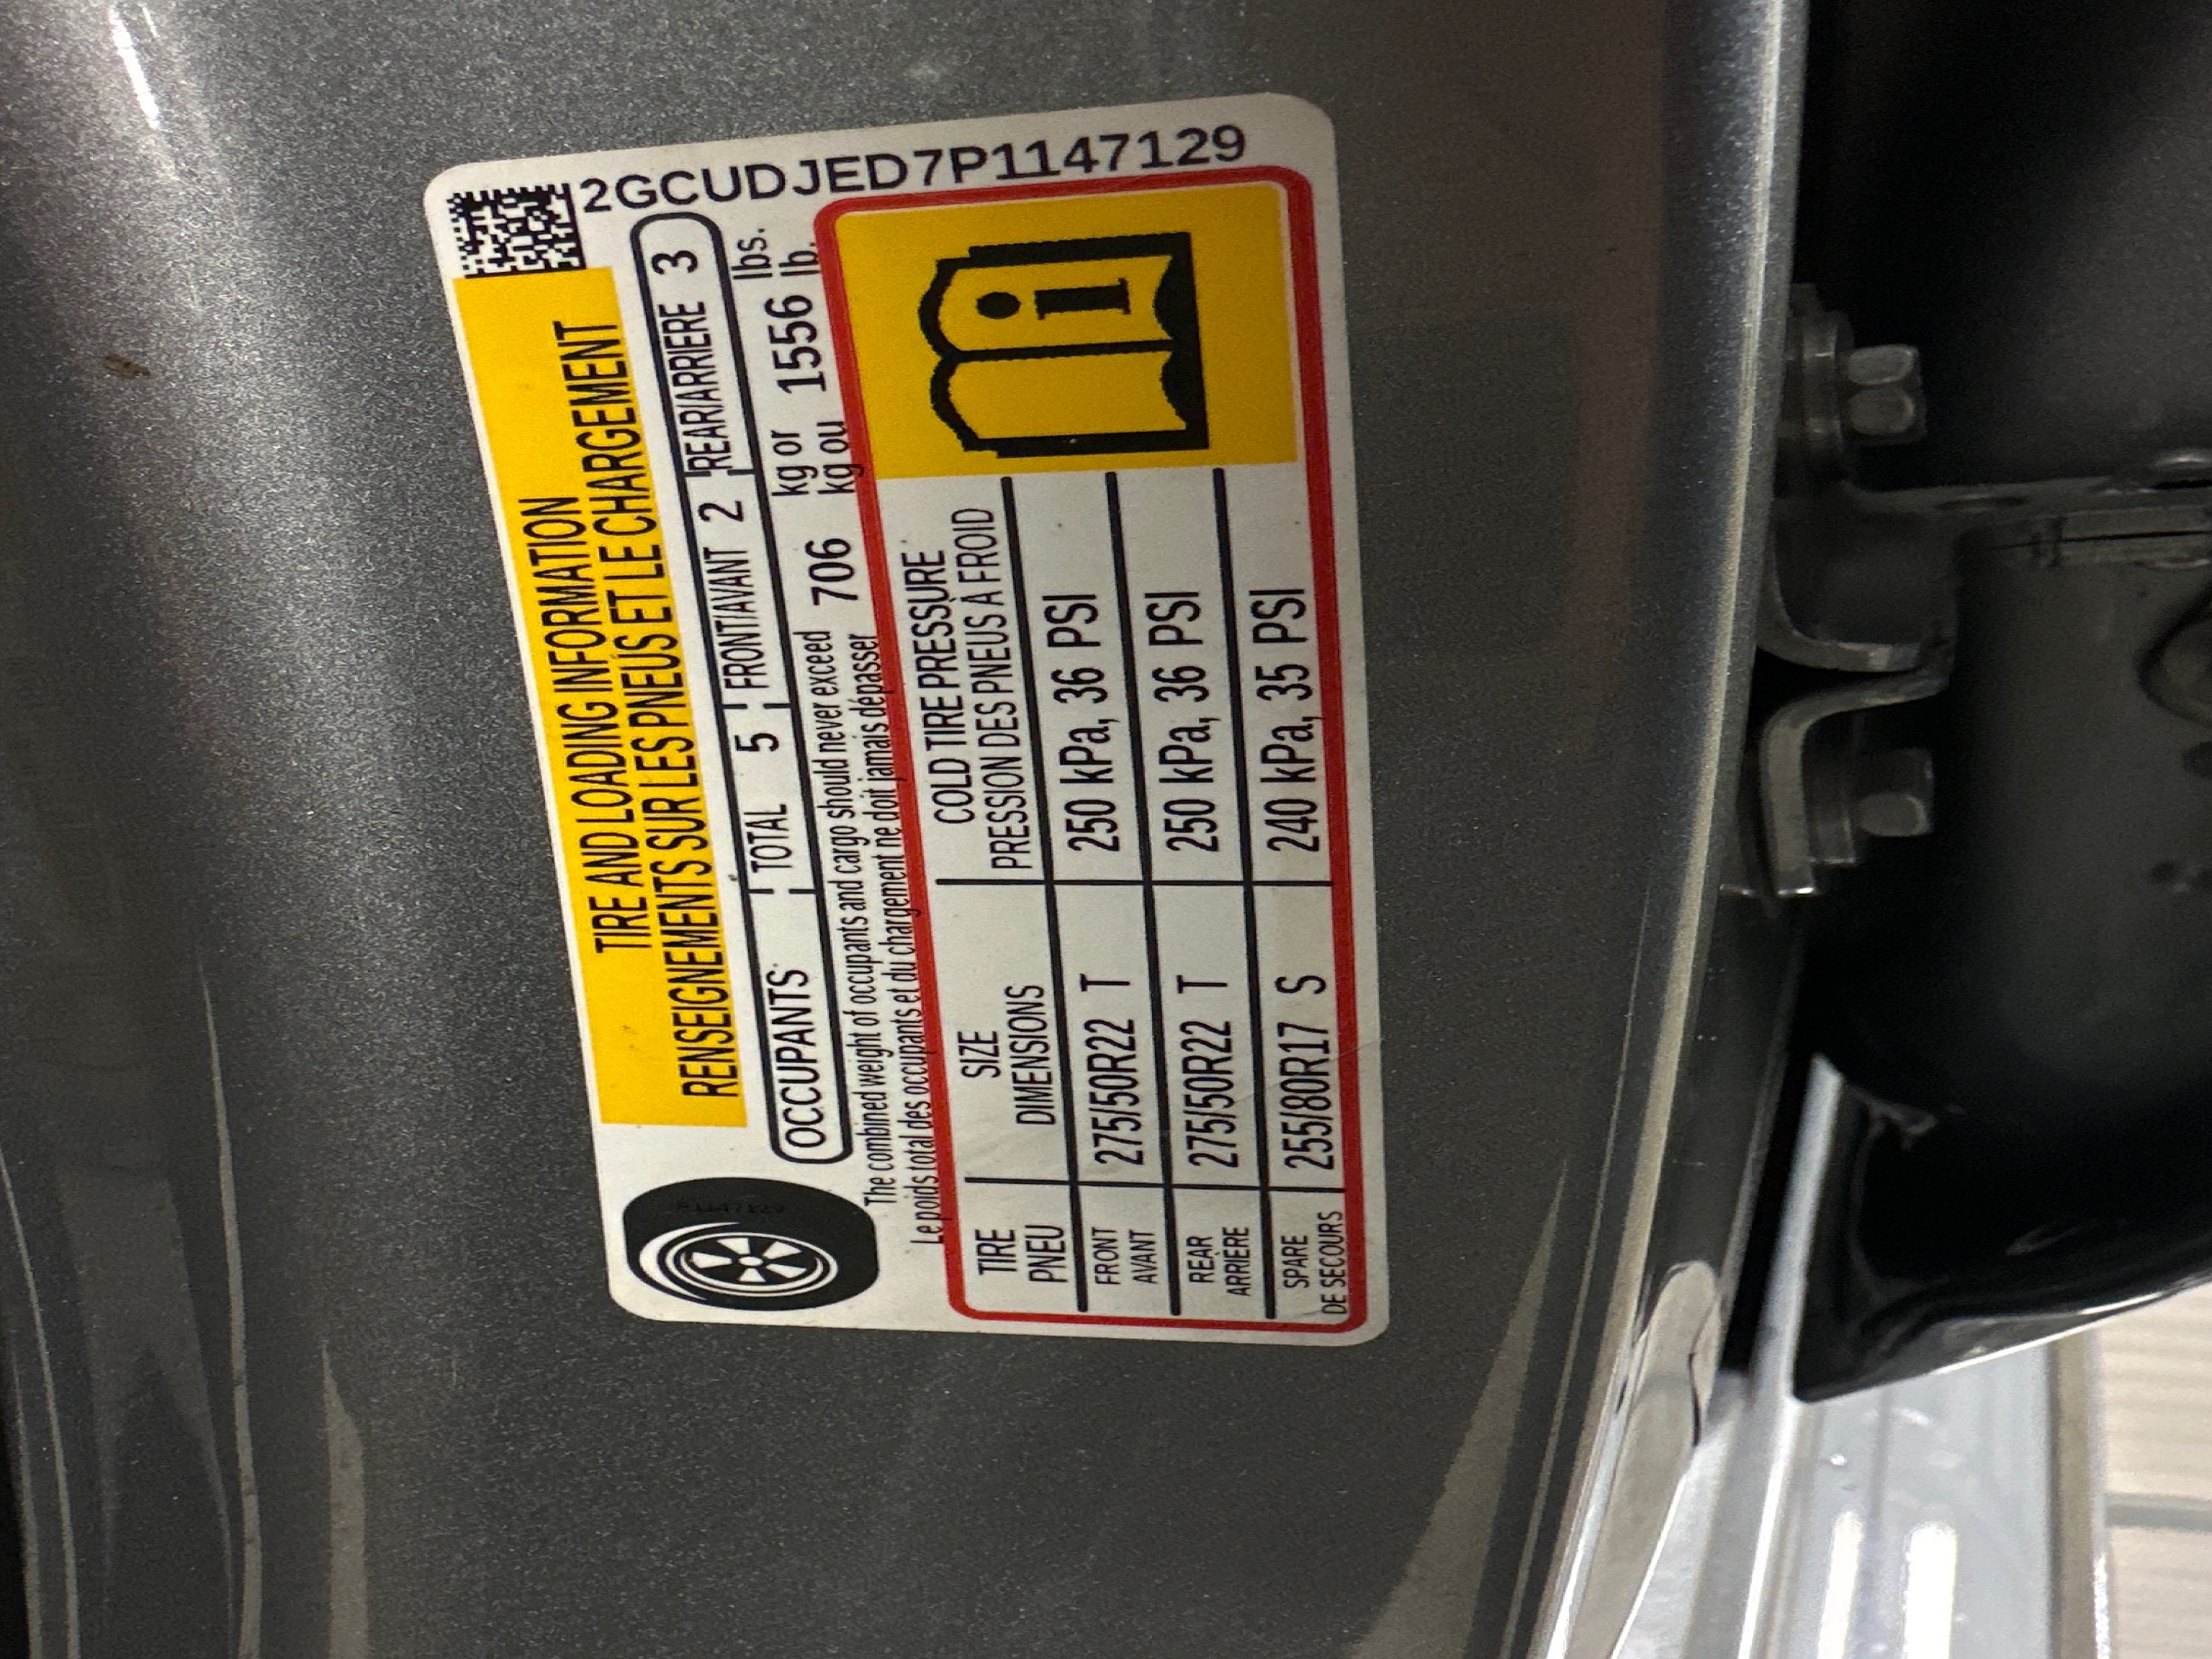 TIRE AND LOADING INFORMATION
RENSEIGNEMENTS SUR LES PNEUS ET LE CHARGEMENT
2GCUDJED7P1147129
OCCUPANTS TOTAL 5 FRONT/AVANT 2 REAR/ARRIERE 3
The combined weight of occupants and cargo should never exceed 706 kg or 1556 lbs.
Le poids total des occupants et du chargement ne doit jamais dépasser kg ou lb.
TIRE SIZE COLD TIRE PRESSURE
PNEU DIMENSIONS PRESSION DES PNEUS À FROID
FRONT 275/50R22 T 250 kPa, 36 PSI
AVANT
REAR 275/50R22 T 250 kPa, 36 PSI
ARRIÈRE
SPARE 255/80R17 S 240 kPa, 35 PSI
DE SECOURS
i